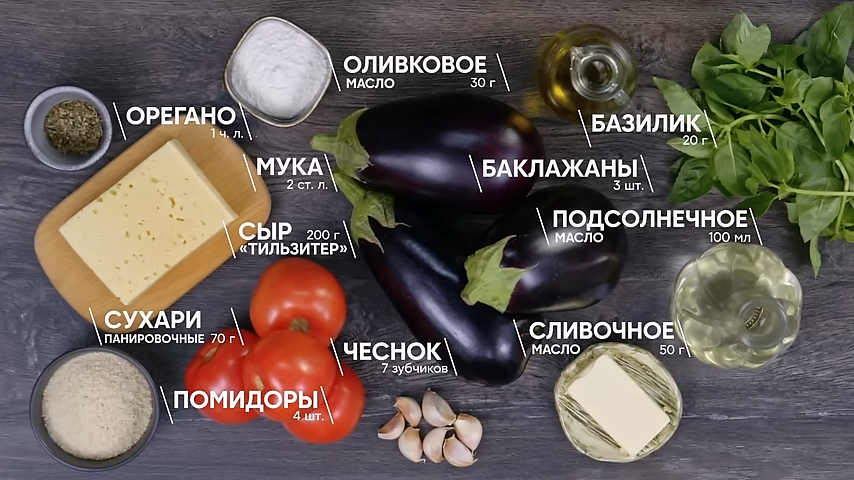 ОЛИВКОВОЕ
МАСЛО 30 г
ОРЕГАНО
1 ч. л.
БАЗИЛИК
20 г
МУКА
2 ст. л.
БАКЛАЖАНЫ
3 шт.
СЫР 200 г
«ТИЛЬЗИТЕР»
ПОДСОЛНЕЧНОЕ
МАСЛО 100 мл
СУХАРИ
ПАНИРОВОЧНЫЕ 70 г
СЛИВОЧНОЕ
МАСЛО 50 г
ЧЕСНОК
7 зубчиков
ПОМИДОРЫ
4 шт.